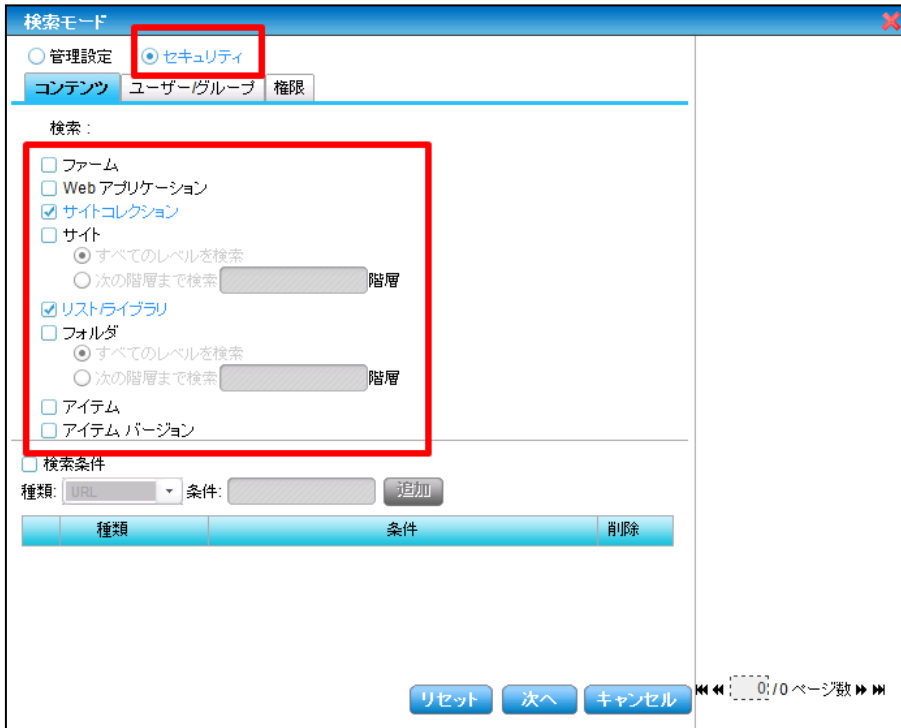 検索モード
管理設定 セキュリティ
コンテンツ ユーザー/グループ 権限
検索 :
ファーム
Web アプリケーション
サイトコレクション
サイト
すべてのレベルを検索
次の階層まで検索 階層
リスト/ライブラリ
フォルダ
すべてのレベルを検索
次の階層まで検索 階層
アイテム
アイテム バージョン
検索条件
種類: URL 条件: 追加
種類 条件 削除
リセット 次へ キャンセル 0 /0 ページ数